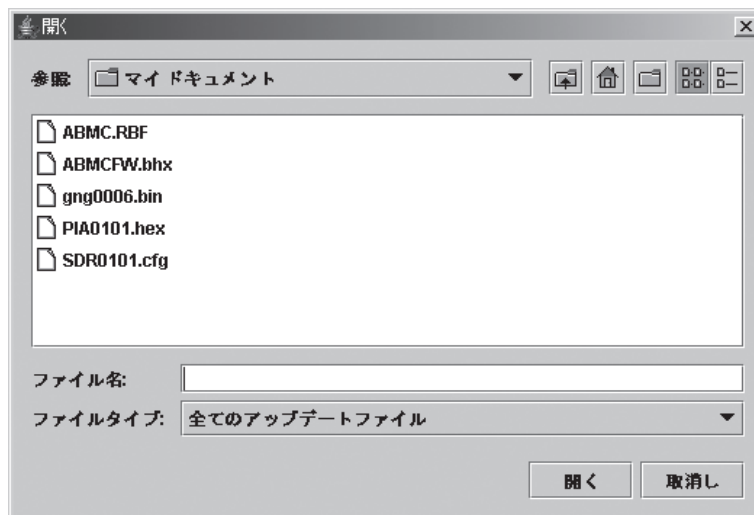 開く
参照: マイ ドキュメント
ABMC.RBF
ABMCFW.bhx
gng0006.bin
PIA0101.hex
SDR0101.cfg
ファイル名:
ファイルタイプ: 全てのアップデートファイル
開く 取消し